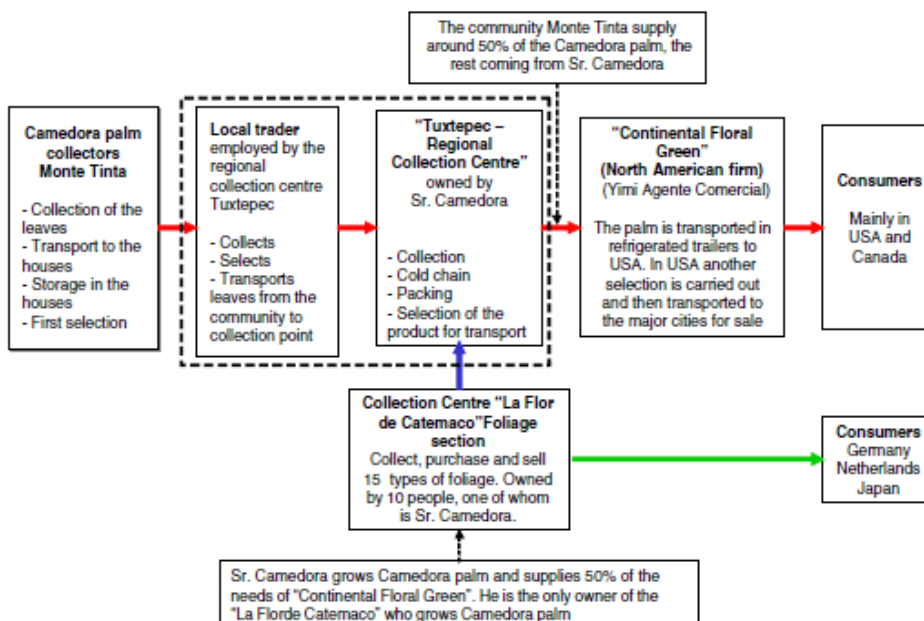 The community Monte Tinta supply
around 50% of the Camedora palm, the
rest coming from Sr. Camedora
Camedora palm
collectors
Monte Tinta
- Collection of the
leaves
- Transport to the
houses
- Storage in the
houses
- First selection
Local trader
employed by the
regional
collection centre
Tuxtepec
- Collects
- Selects
- Transports
leaves from the
community to
collection point
"Tuxtepec –
Regional
Collection Centre"
owned by
Sr. Camedora
- Collection
- Cold chain
- Packing
- Selection of the
product for transport
"Continental Floral
Green"
(North American firm)
(Yimi Agente Comercial)
The palm is transported in
refrigerated trailers to
USA. In USA another
selection is carried out
and then transported to
the major cities for sale
Consumers
Mainly in
USA and
Canada
Collection Centre "La Flor
de Catemaco"Foliage
section
Collect, purchase and sell
15 types of foliage. Owned
by 10 people, one of whom
is Sr. Camedora.
Consumers
Germany
Netherlands
Japan
Sr. Camedora grows Camedora palm and supplies 50% of the
needs of "Continental Floral Green". He is the only owner of the
"La Florde Catemaco" who grows Camedora palm